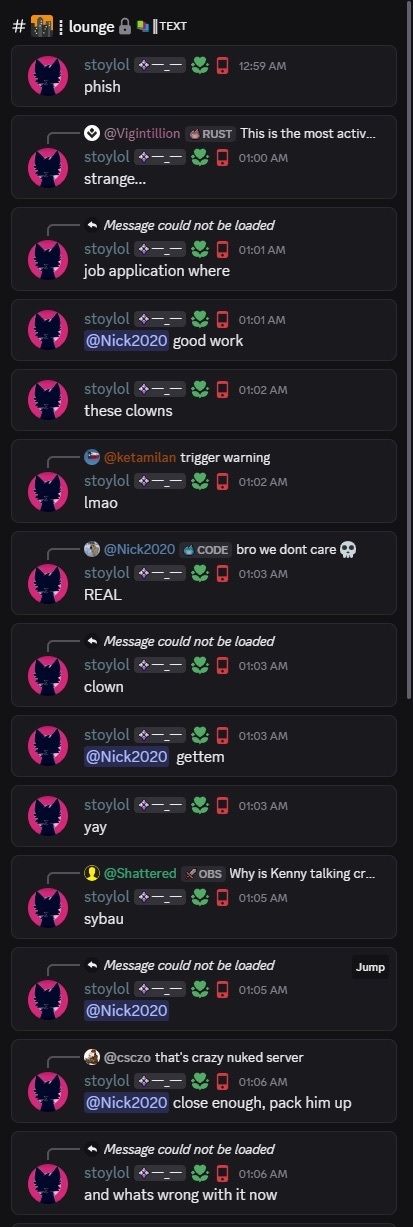 # ⁝ lounge ‖TEXT
stoylol —_— 12:59 AM
phish
@Vigintillion RUST This is the most activ...
stoylol —_— 01:00 AM
strange...
Message could not be loaded
stoylol —_— 01:01 AM
job application where
stoylol —_— 01:01 AM
@Nick2020 good work
stoylol —_— 01:02 AM
these clowns
@ketamilan trigger warning
stoylol —_— 01:02 AM
lmao
@Nick2020 CODE bro we dont care 💀
stoylol —_— 01:03 AM
REAL
Message could not be loaded
stoylol —_— 01:03 AM
clown
stoylol —_— 01:03 AM
@Nick2020 gettem
stoylol —_— 01:03 AM
yay
@Shattered OBS Why is Kenny talking cr...
stoylol —_— 01:05 AM
sybau
Message could not be loaded Jump
stoylol —_— 01:05 AM
@Nick2020
@csczo that's crazy nuked server
stoylol —_— 01:06 AM
@Nick2020 close enough, pack him up
Message could not be loaded
stoylol —_— 01:06 AM
and whats wrong with it now